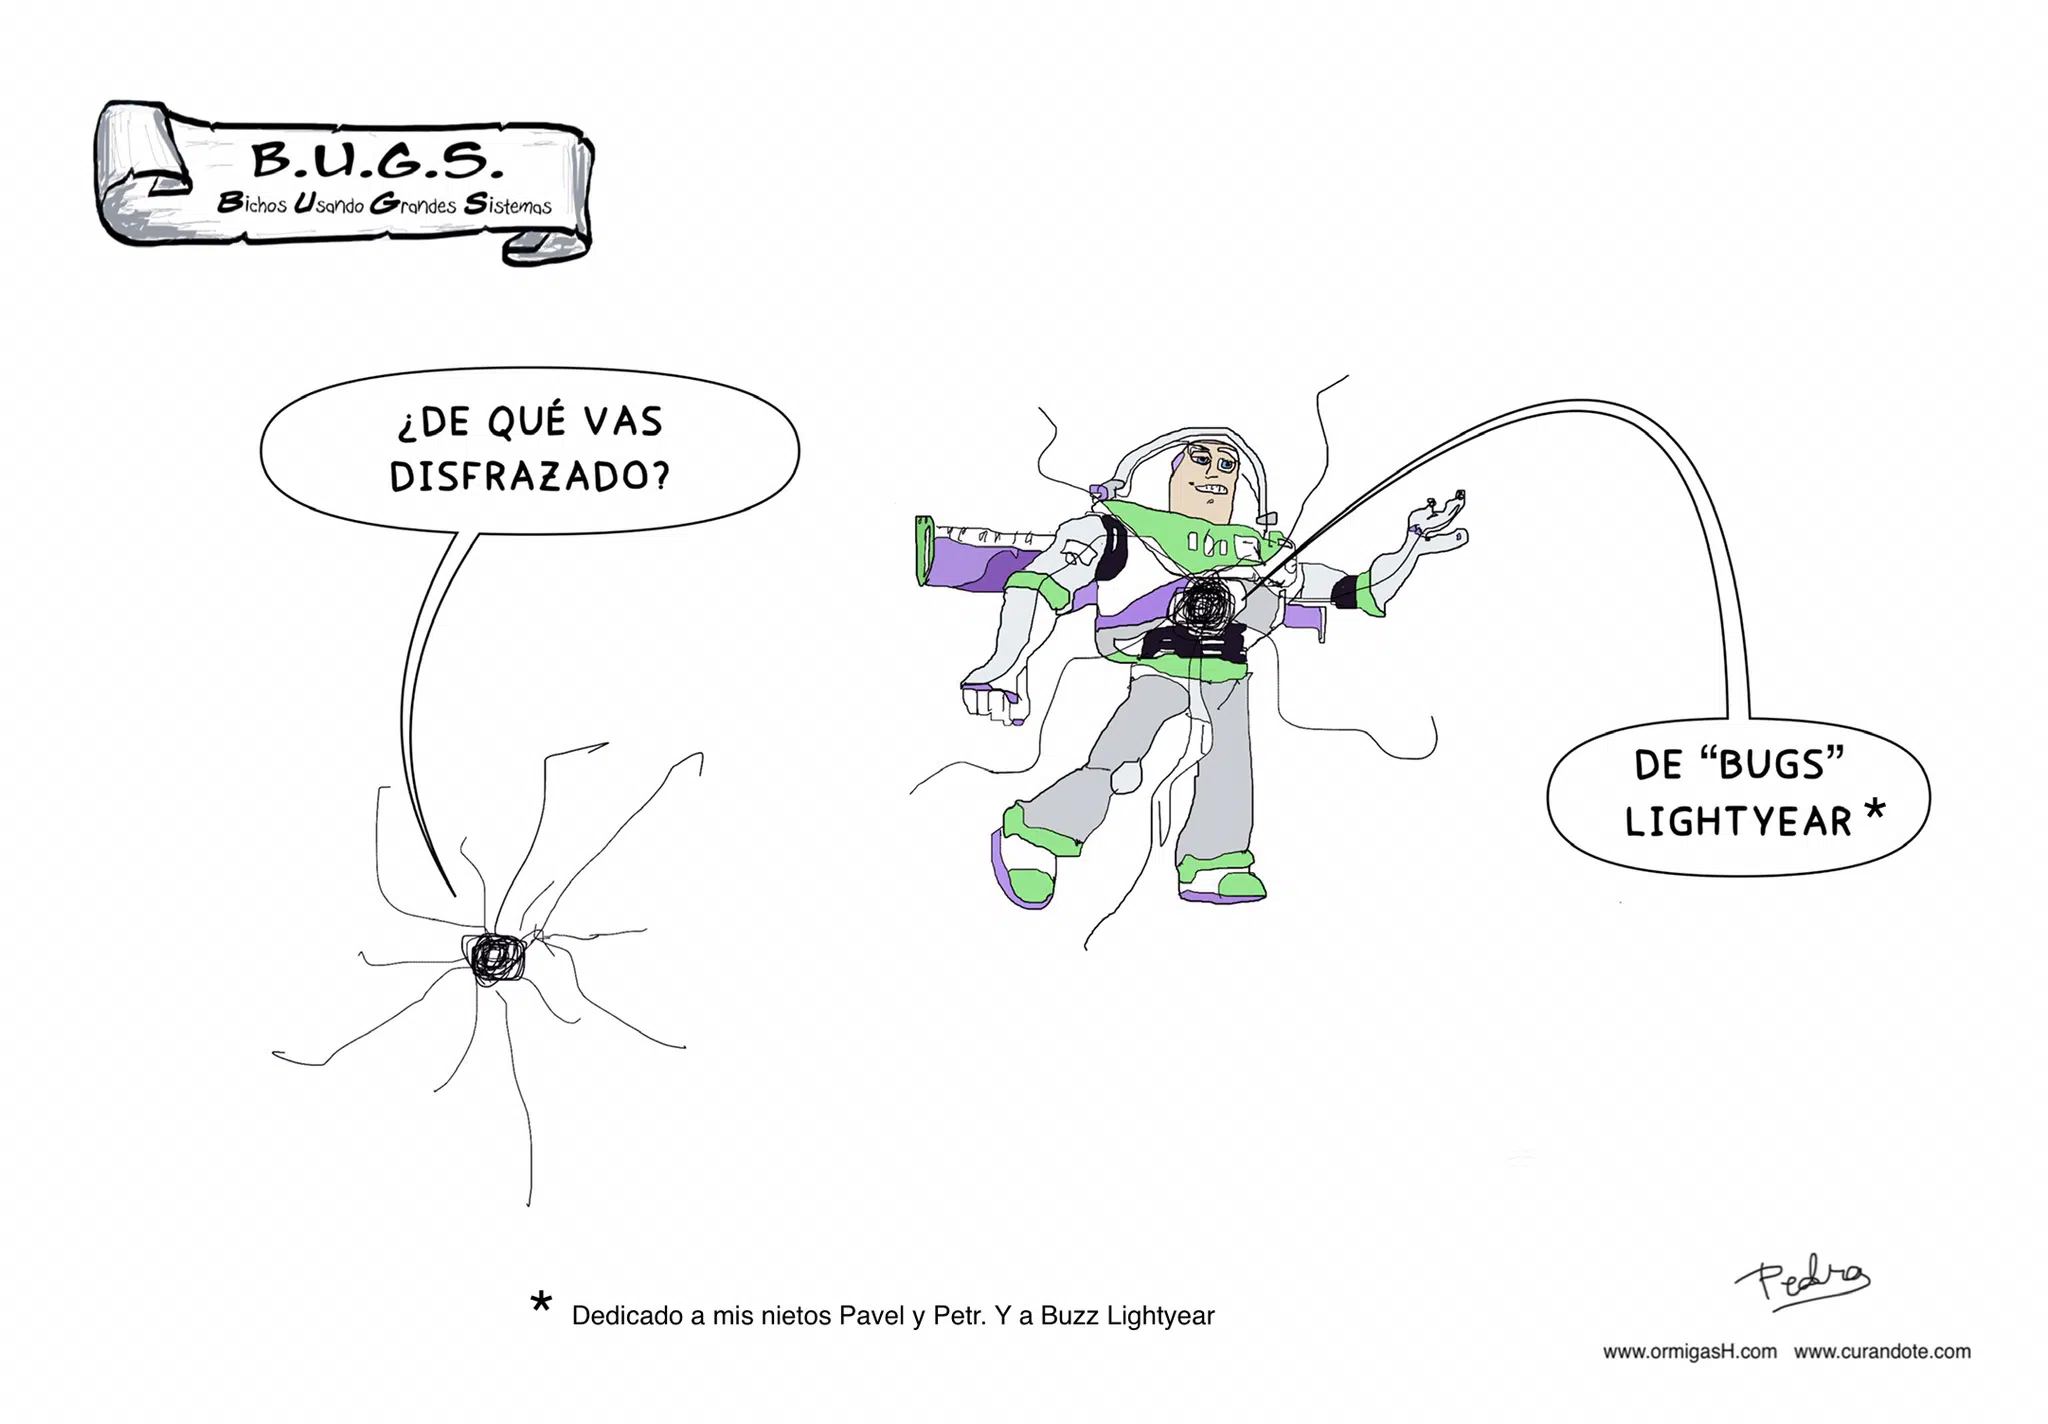 B.U.G.S.
Bichos Usando Grandes Sistemas
¿DE QUÉ VAS
DISFRAZADO?
DE “BUGS”
LIGHTYEAR *
* Dedicado a mis nietos Pavel y Petr. Y a Buzz Lightyear
Pedro
www.ormigasH.com www.curandote.com